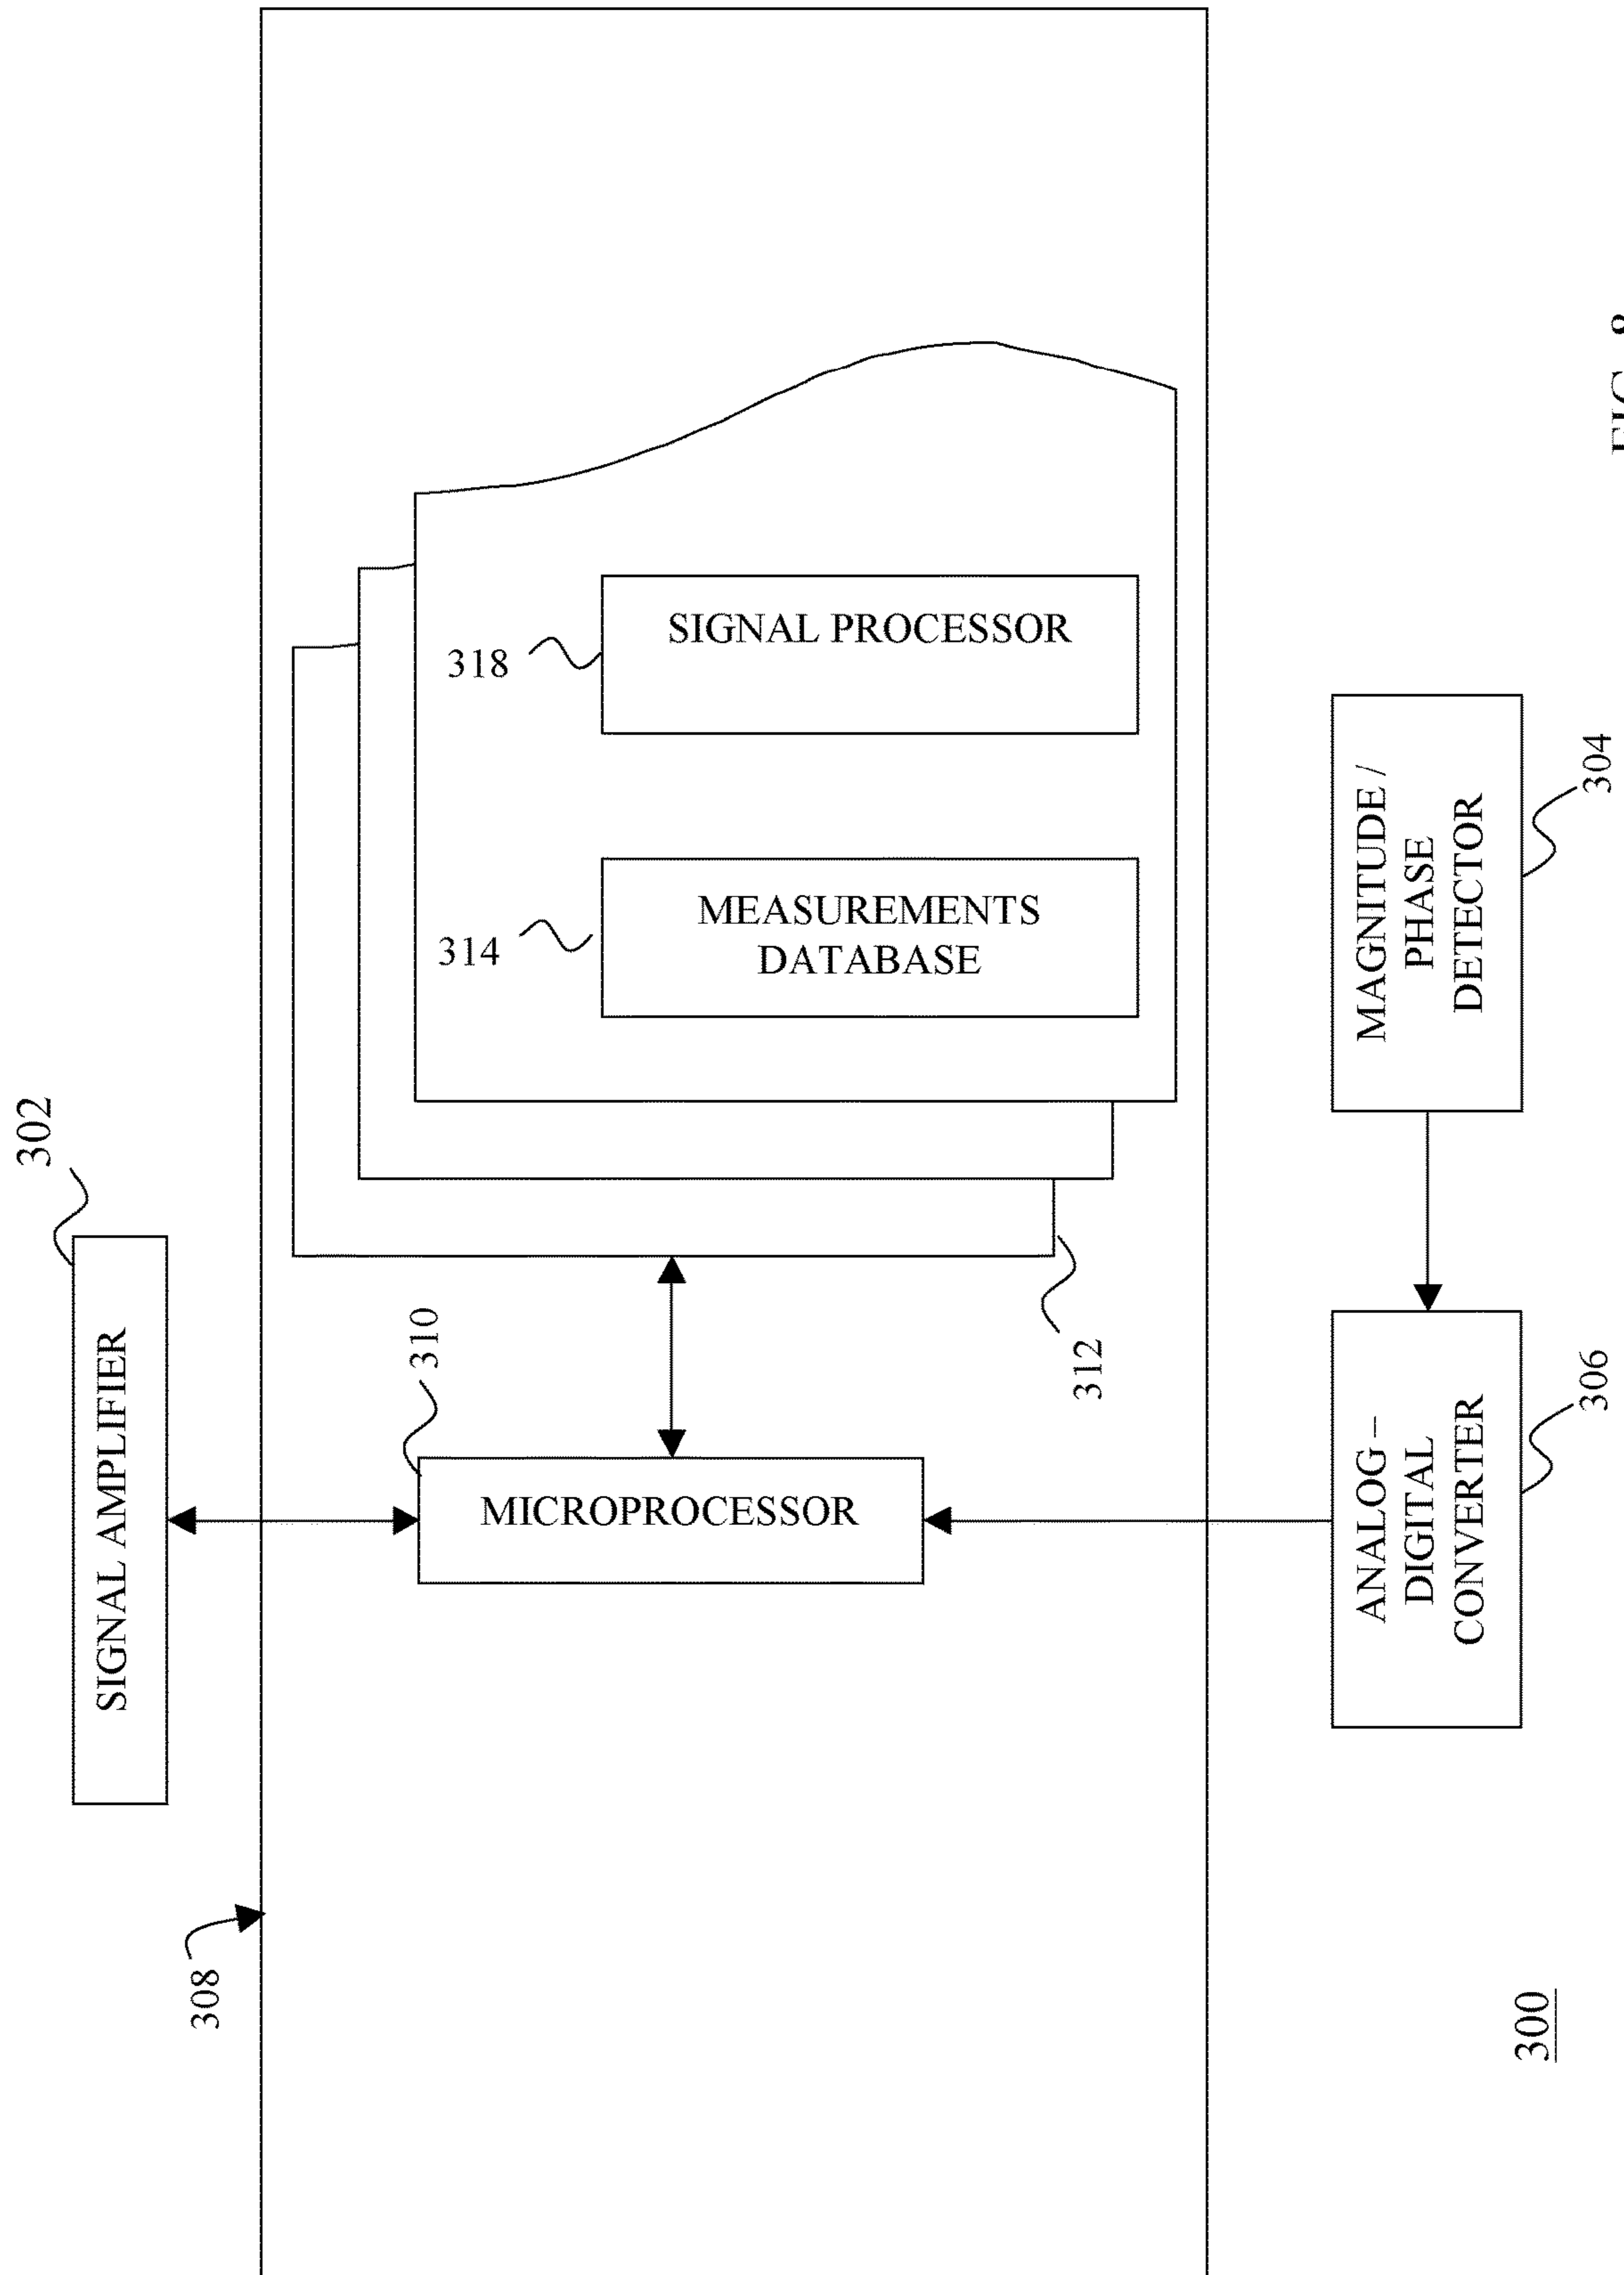 302
SIGNAL AMPLIFIER
308
310
MICROPROCESSOR
312
318
SIGNAL PROCESSOR
314
MEASUREMENTS
DATABASE
MAGNITUDE /
PHASE
DETECTOR
304
ANALOG –
DIGITAL
CONVERTER
306
300